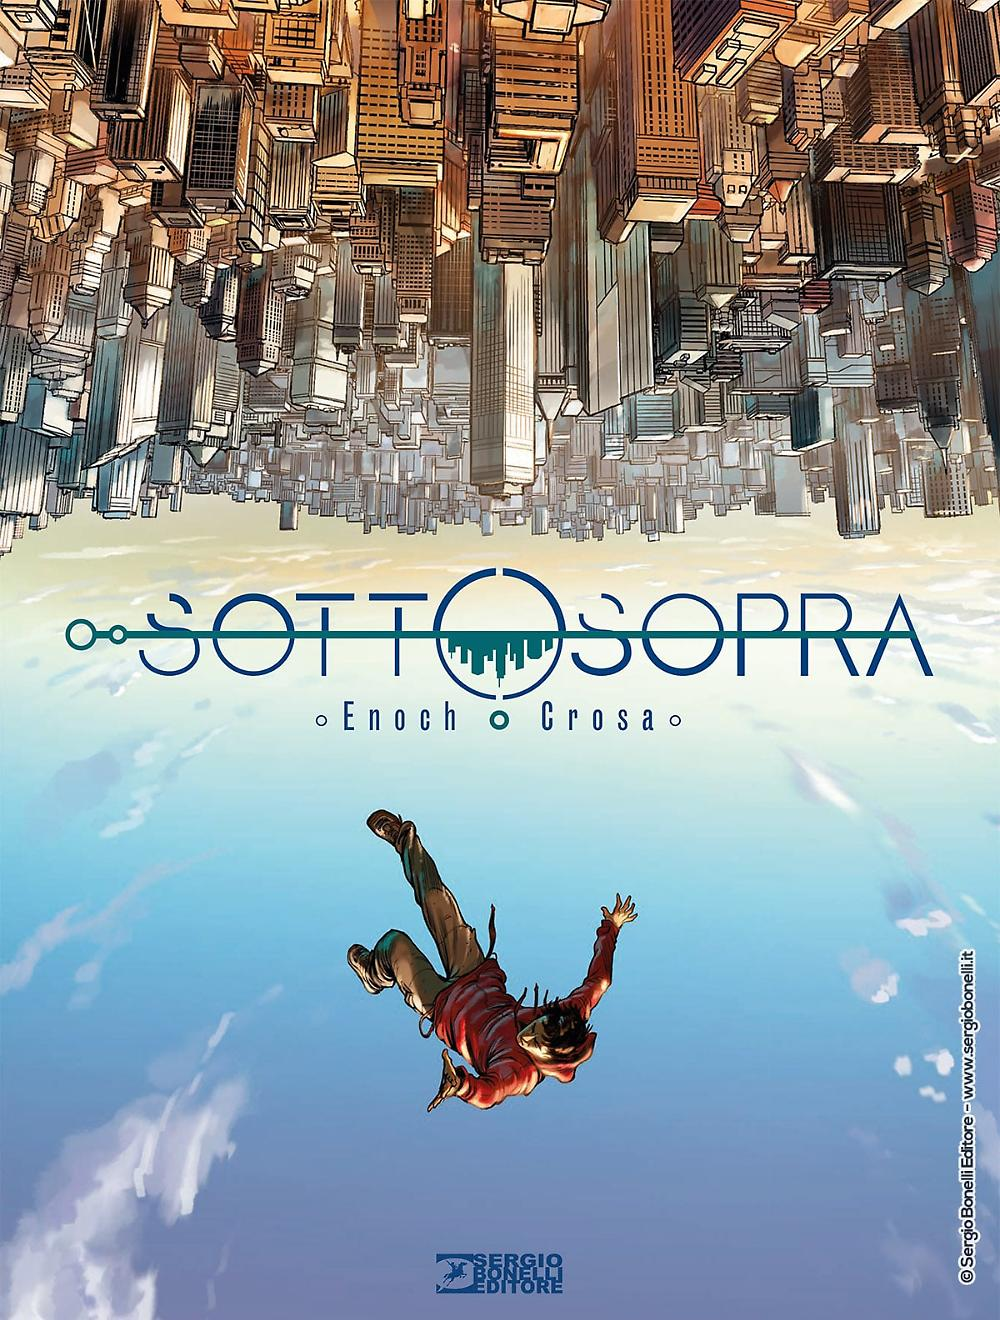 SOTTOSOPRA
Enoch Crosa
© Sergio Bonelli Editore - www.sergiobonelli.it
SERGIO
BONELLI
EDITORE